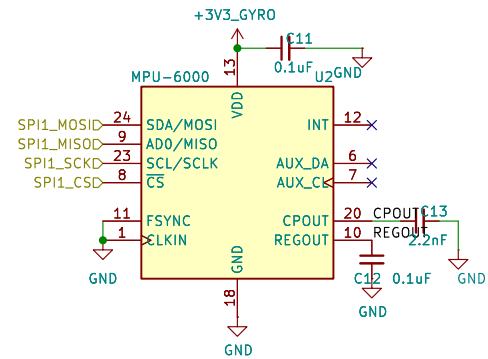 +3V3_GYRO
C11
0.1uF
GND
13
MPU-6000
U2
VDD
SPI1_MOSI
24
SDA/MOSI
INT
12
SPI1_MISO
9
AD0/MISO
SPI1_SCK
23
SCL/SCLK
AUX_DA
6
SPI1_CS
8
CS
AUX_CL
7
11
FSYNC
CPOUT
20
CPOUT
C13
1
CLKIN
REGOUT
10
REGOUT
2.2nF
GND
GND
GND
C12
0.1uF
18
GND
GND